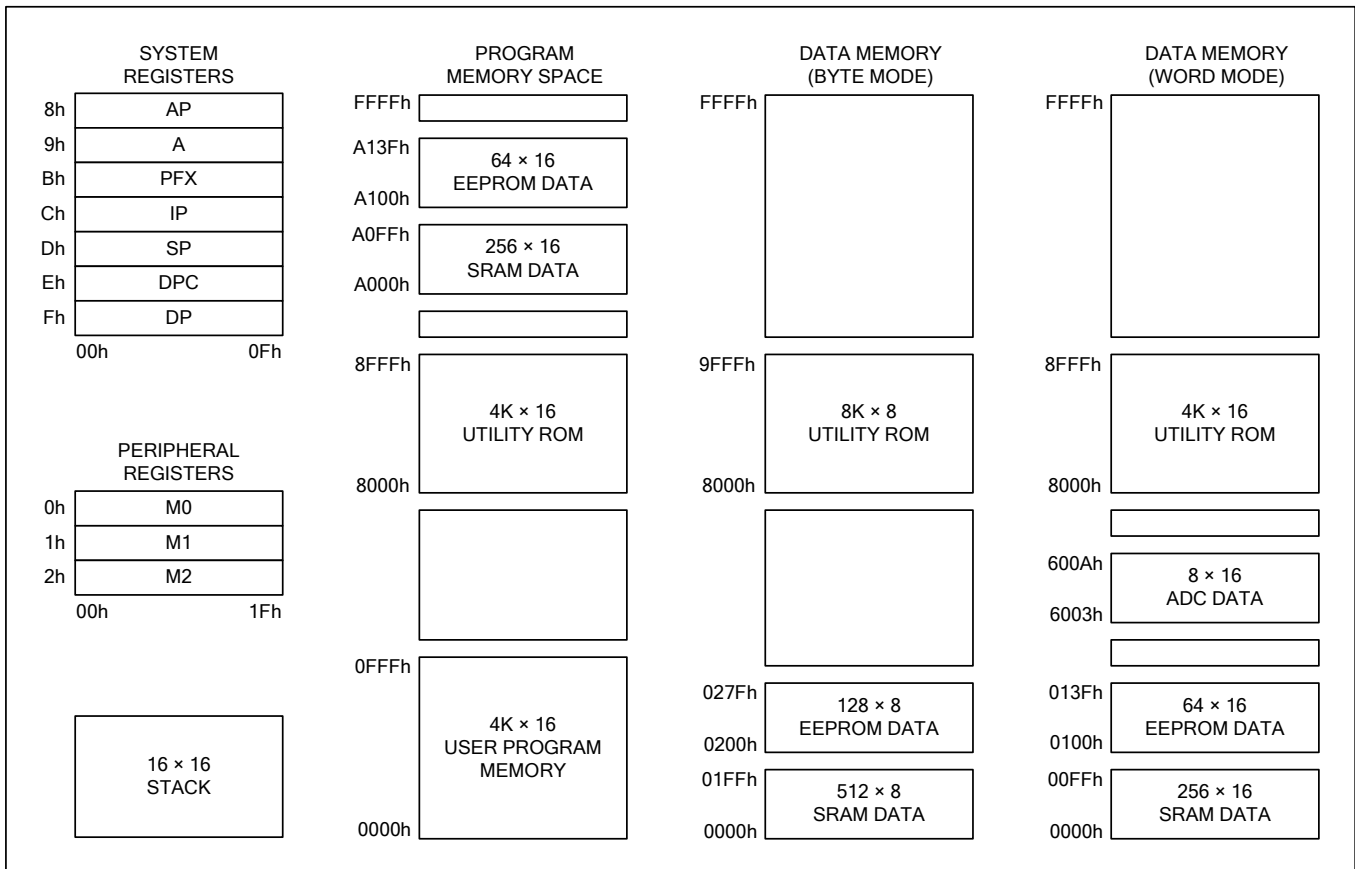 SYSTEM
REGISTERS
8h AP
9h A
Bh PFX
Ch IP
Dh SP
Eh DPC
Fh DP
00h 0Fh
PERIPHERAL
REGISTERS
0h M0
1h M1
2h M2
00h 1Fh
16 × 16
STACK
PROGRAM
MEMORY SPACE
FFFFh
A13Fh
64 × 16
EEPROM DATA
A100h
A0FFh
256 × 16
SRAM DATA
A000h
8FFFh
4K × 16
UTILITY ROM
8000h
0FFFh
4K × 16
USER PROGRAM
MEMORY
0000h
DATA MEMORY
(BYTE MODE)
FFFFh
9FFFh
8K × 8
UTILITY ROM
8000h
027Fh
128 × 8
EEPROM DATA
0200h
01FFh
512 × 8
SRAM DATA
0000h
DATA MEMORY
(WORD MODE)
FFFFh
8FFFh
4K × 16
UTILITY ROM
8000h
600Ah
8 × 16
ADC DATA
6003h
013Fh
64 × 16
EEPROM DATA
0100h
00FFh
256 × 16
SRAM DATA
0000h